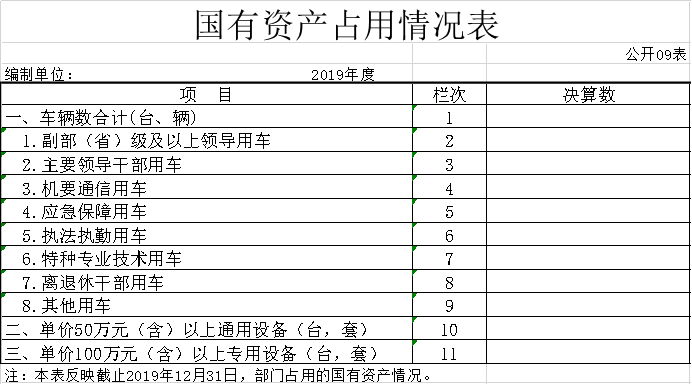 国有资产占用情况表
公开09表
编制单位： 2019年度
项 目 栏次 决算数
一、车辆数合计(台、辆) 1
1.副部（省）级及以上领导用车 2
2.主要领导干部用车 3
3.机要通信用车 4
4.应急保障用车 5
5.执法执勤用车 6
6.特种专业技术用车 7
7.离退休干部用车 8
8.其他用车 9
二、单价50万元（含）以上通用设备（台，套） 10
三、单价100万元（含）以上专用设备（台，套） 11
注：本表反映截止2019年12月31日，部门占用的国有资产情况。